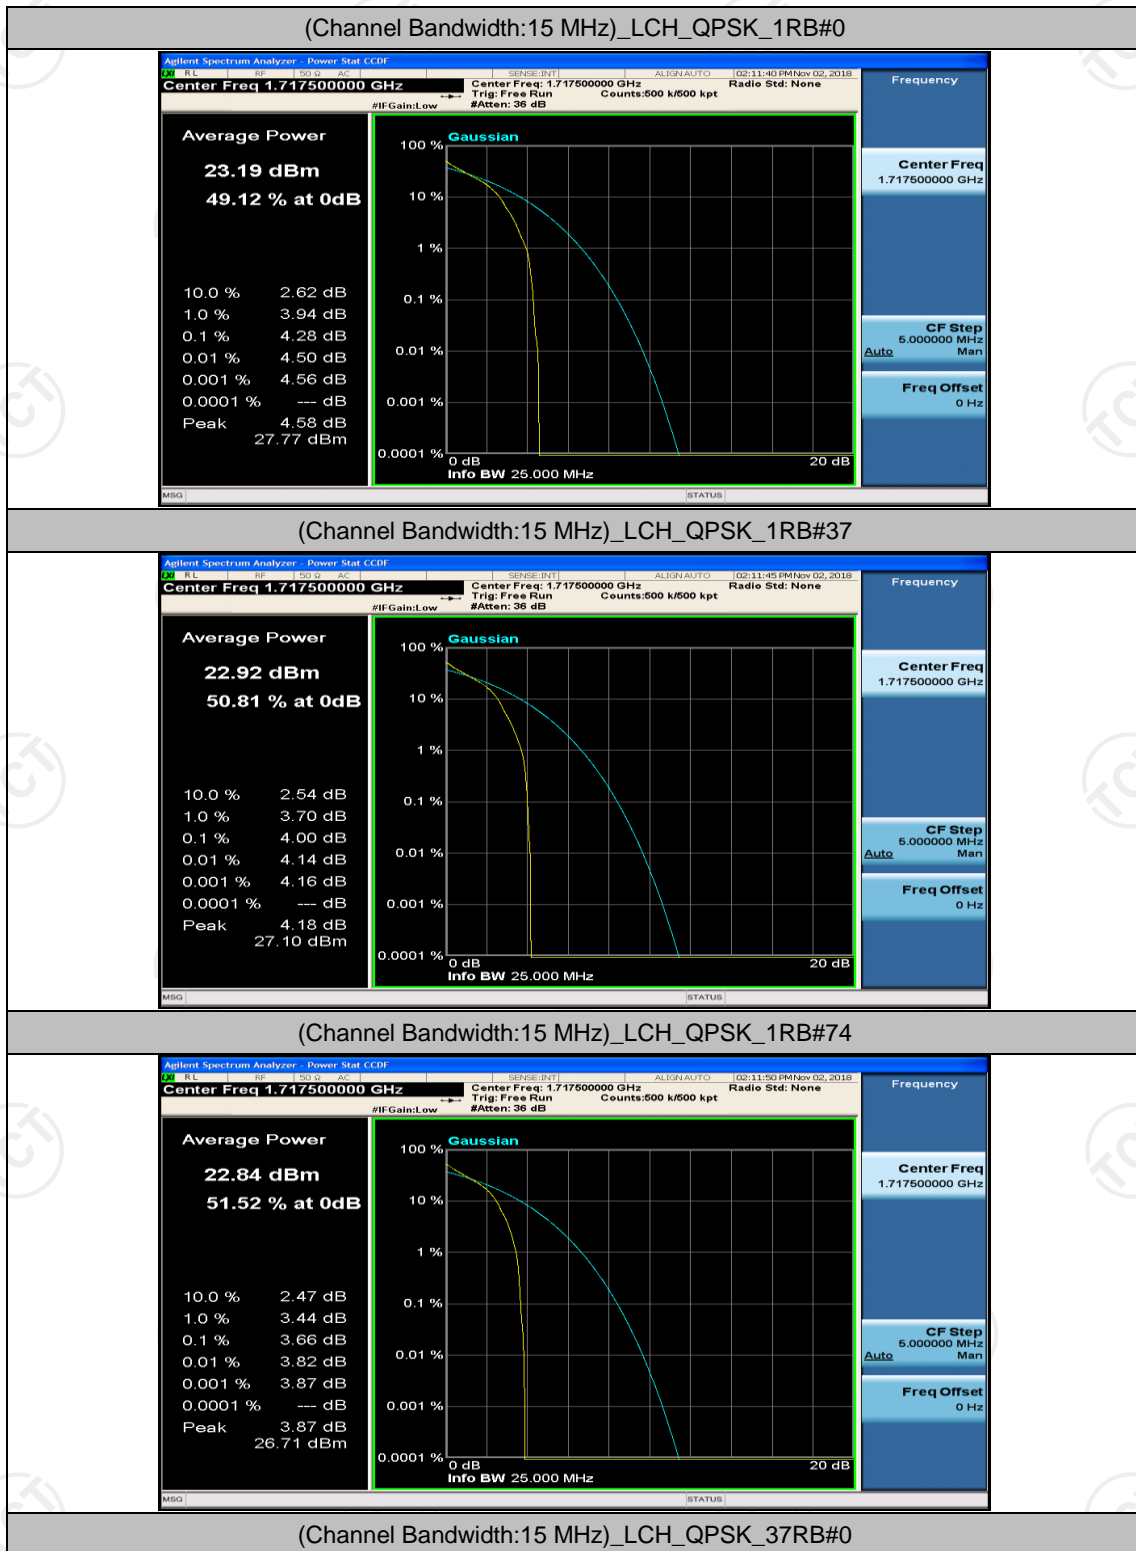 (Channel Bandwidth:15 MHz)_LCH_QPSK_1RB#0
Agilent Spectrum Analyzer - Power Stat CCDF
LXI RL RF 50 Ω AC SENSE:INT ALIGN AUTO 02:11:40 PM Nov 02, 2018
Center Freq 1.717500000 GHz
Center Freq: 1.717500000 GHz Radio Std: None
Trig: Free Run Counts:500 k/500 kpt
#IFGain:Low #Atten: 36 dB
Frequency
Average Power
23.19 dBm
49.12 % at 0dB
10.0 % 2.62 dB
1.0 % 3.94 dB
0.1 % 4.28 dB
0.01 % 4.50 dB
0.001 % 4.56 dB
0.0001 % --- dB
Peak 4.58 dB
27.77 dBm
Gaussian
100 %
10 %
1 %
0.1 %
0.01 %
0.001 %
0.0001 %
0 dB 20 dB
Info BW 25.000 MHz
Center Freq
1.717500000 GHz
CF Step
5.000000 MHz
Auto Man
Freq Offset
0 Hz
MSG STATUS
(Channel Bandwidth:15 MHz)_LCH_QPSK_1RB#37
Agilent Spectrum Analyzer - Power Stat CCDF
LXI RL RF 50 Ω AC SENSE:INT ALIGN AUTO 02:11:45 PM Nov 02, 2018
Center Freq 1.717500000 GHz
Center Freq: 1.717500000 GHz Radio Std: None
Trig: Free Run Counts:500 k/500 kpt
#IFGain:Low #Atten: 36 dB
Frequency
Average Power
22.92 dBm
50.81 % at 0dB
10.0 % 2.54 dB
1.0 % 3.70 dB
0.1 % 4.00 dB
0.01 % 4.14 dB
0.001 % 4.16 dB
0.0001 % --- dB
Peak 4.18 dB
27.10 dBm
Gaussian
100 %
10 %
1 %
0.1 %
0.01 %
0.001 %
0.0001 %
0 dB 20 dB
Info BW 25.000 MHz
Center Freq
1.717500000 GHz
CF Step
5.000000 MHz
Auto Man
Freq Offset
0 Hz
MSG STATUS
(Channel Bandwidth:15 MHz)_LCH_QPSK_1RB#74
Agilent Spectrum Analyzer - Power Stat CCDF
LXI RL RF 50 Ω AC SENSE:INT ALIGN AUTO 02:11:50 PM Nov 02, 2018
Center Freq 1.717500000 GHz
Center Freq: 1.717500000 GHz Radio Std: None
Trig: Free Run Counts:500 k/500 kpt
#IFGain:Low #Atten: 36 dB
Frequency
Average Power
22.84 dBm
51.52 % at 0dB
10.0 % 2.47 dB
1.0 % 3.44 dB
0.1 % 3.66 dB
0.01 % 3.82 dB
0.001 % 3.87 dB
0.0001 % --- dB
Peak 3.87 dB
26.71 dBm
Gaussian
100 %
10 %
1 %
0.1 %
0.01 %
0.001 %
0.0001 %
0 dB 20 dB
Info BW 25.000 MHz
Center Freq
1.717500000 GHz
CF Step
5.000000 MHz
Auto Man
Freq Offset
0 Hz
MSG STATUS
(Channel Bandwidth:15 MHz)_LCH_QPSK_37RB#0